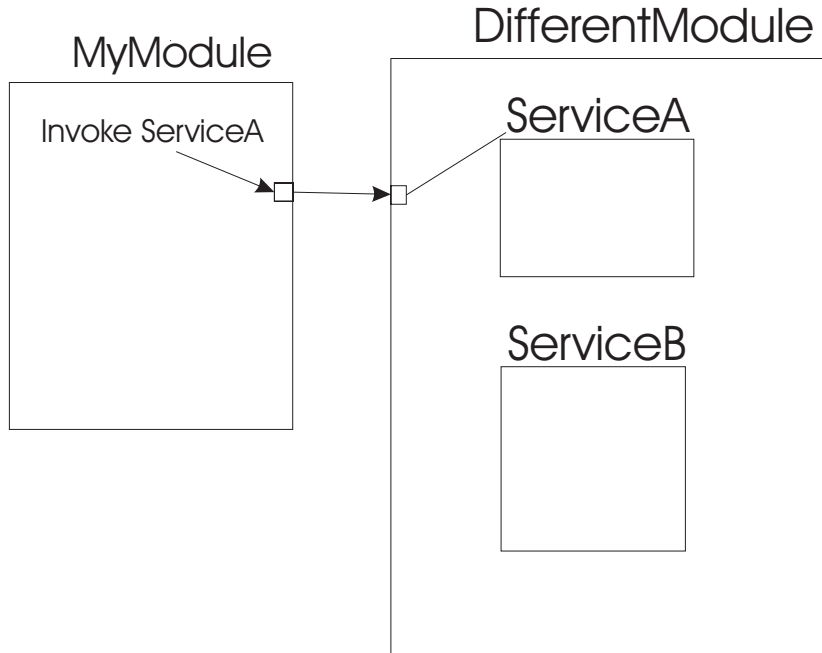 DifferentModule
MyModule
Invoke ServiceA
ServiceA
ServiceB